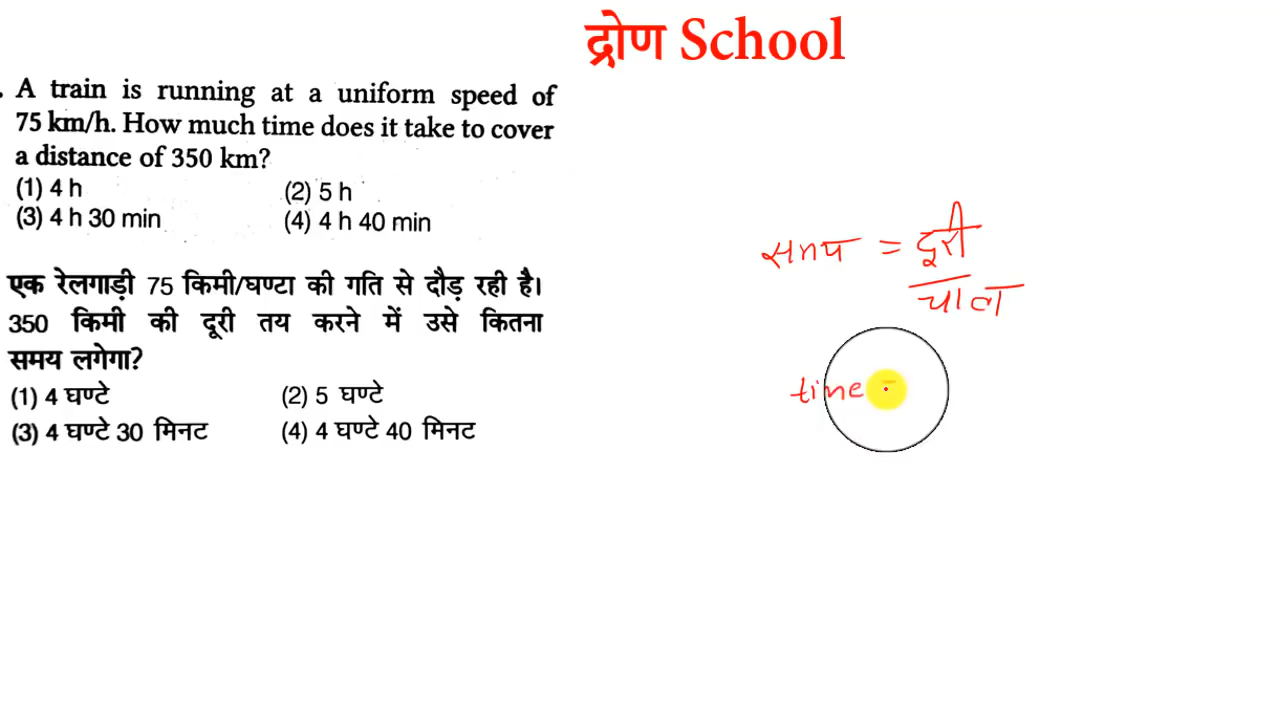 द्रोण School
. A train is running at a uniform speed of
75 km/h. How much time does it take to cover
a distance of 350 km?
(1) 4 h (2) 5 h
(3) 4 h 30 min (4) 4 h 40 min
एक रेलगाड़ी 75 किमी/घण्टा की गति से दौड़ रही है।
350 किमी की दूरी तय करने में उसे कितना
समय लगेगा?
(1) 4 घण्टे (2) 5 घण्टे
(3) 4 घण्टे 30 मिनट (4) 4 घण्टे 40 मिनट
समय = दूरी
चाल
time =